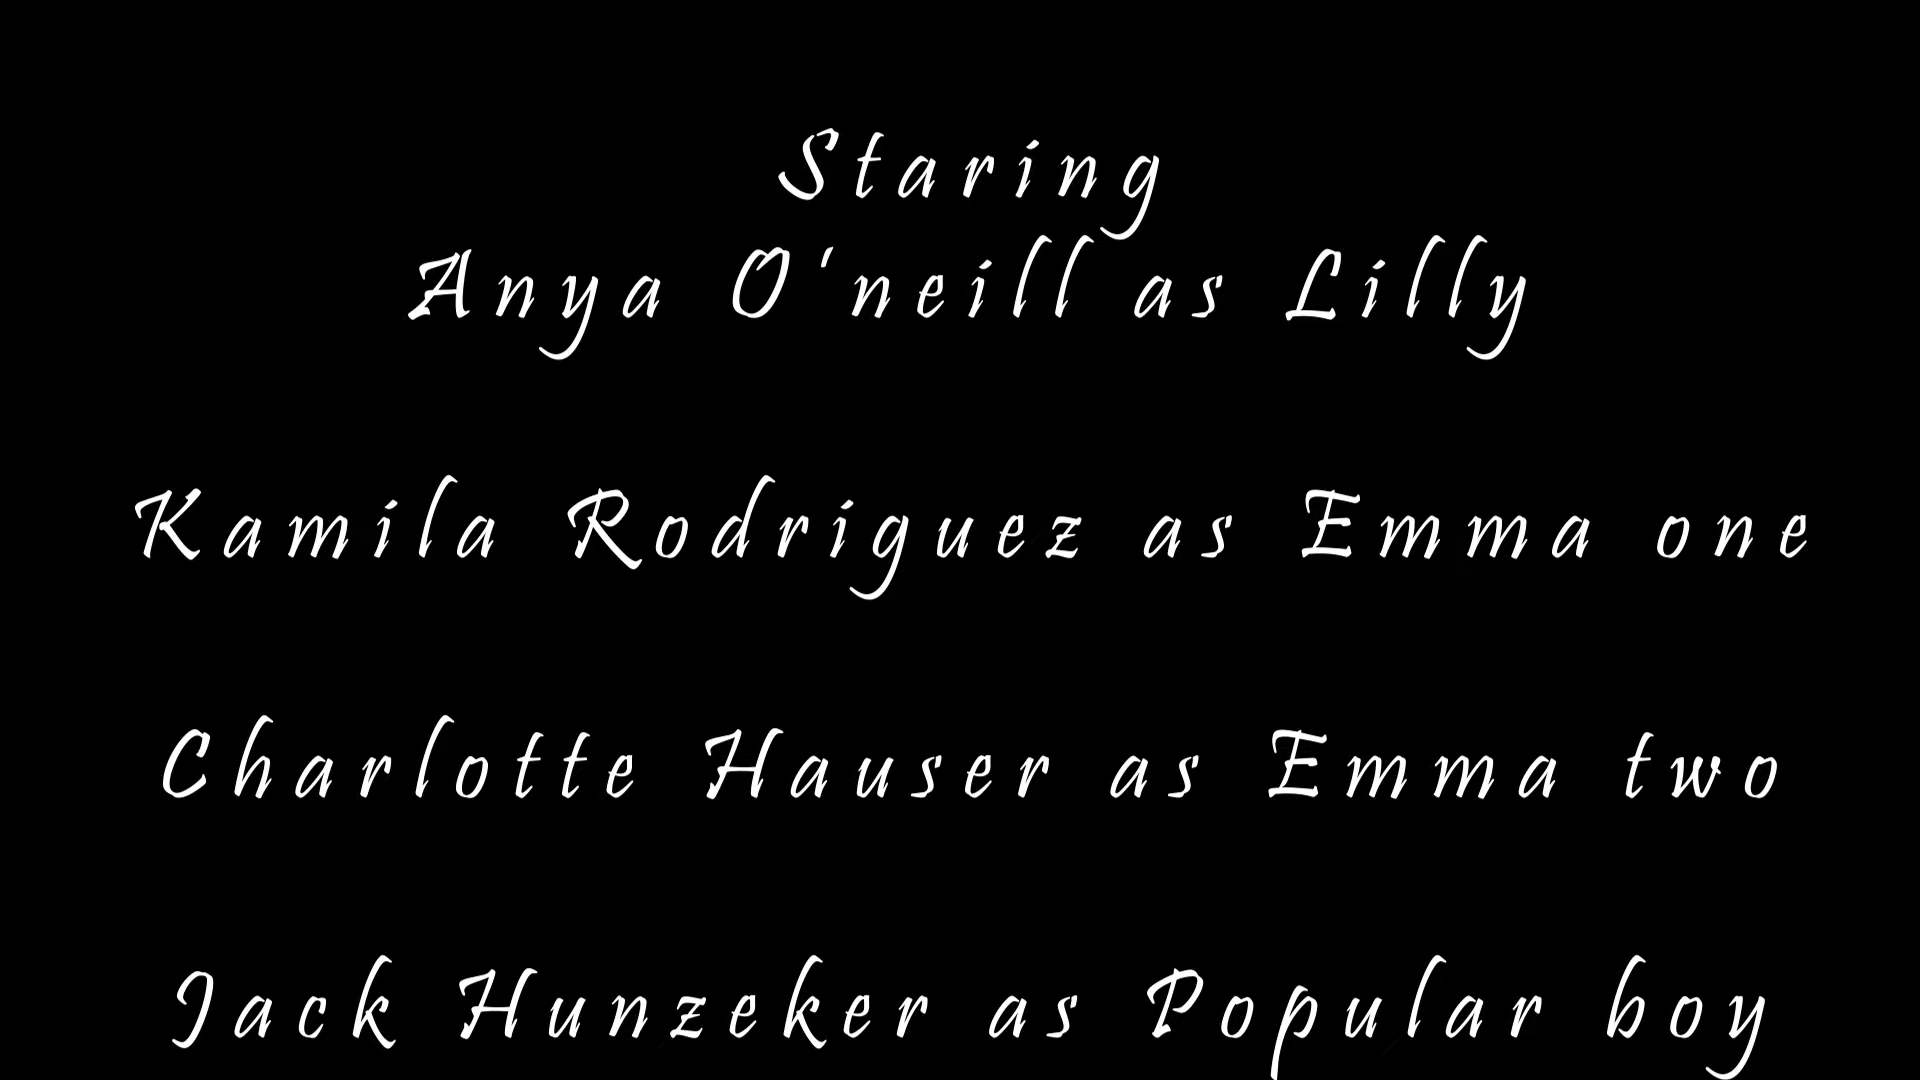 Staring
Anya O'neill as Lilly
Kamila Rodriguez as Emma one
Charlotte Hauser as Emma two
Jack Hunzeker as Popular boy